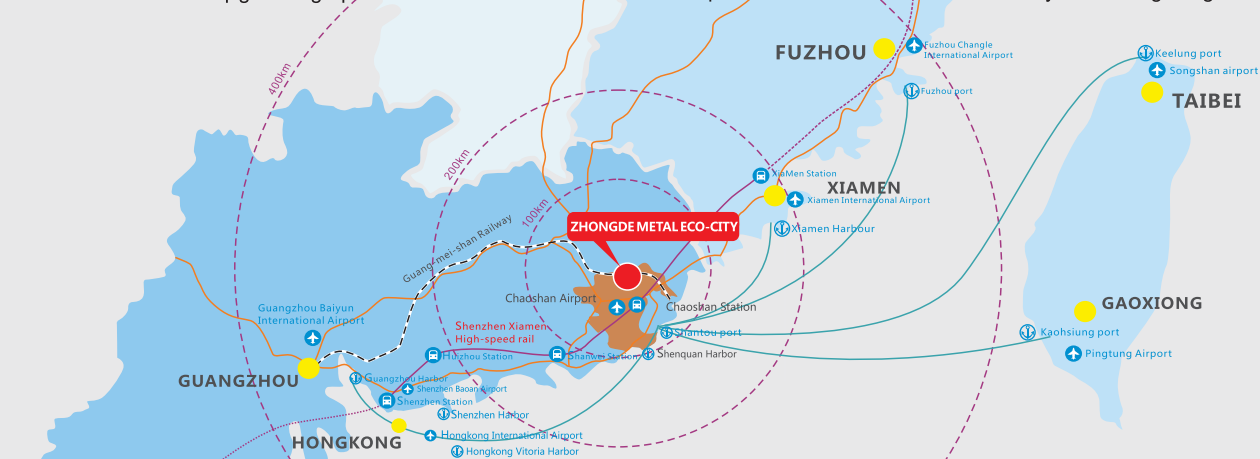 400km
200km
100km
FUZHOU
Fuzhou Changle
International Airport
Fuzhou port
Keelung port
Songshan airport
TAIBEI
XiaMen Station
XIAMEN
Xiamen International Airport
Xiamen Harbour
ZHONGDE METAL ECO-CITY
Guang-mei-shan Railway
Chaoshan Airport
Chaoshan Station
GAOXIONG
Kaohsiung port
Pingtung Airport
Guangzhou Baiyun
International Airport
Shenzhen Xiamen
High-speed rail
Shantou port
Shenquan Harbor
Huizhou Station
Shanwei Station
GUANGZHOU
Guangzhou Harbor
Shenzhen Baoan Airport
Shenzhen Station
Shenzhen Harbor
HONGKONG
Hongkong International Airport
Hongkong Vitoria Harbor